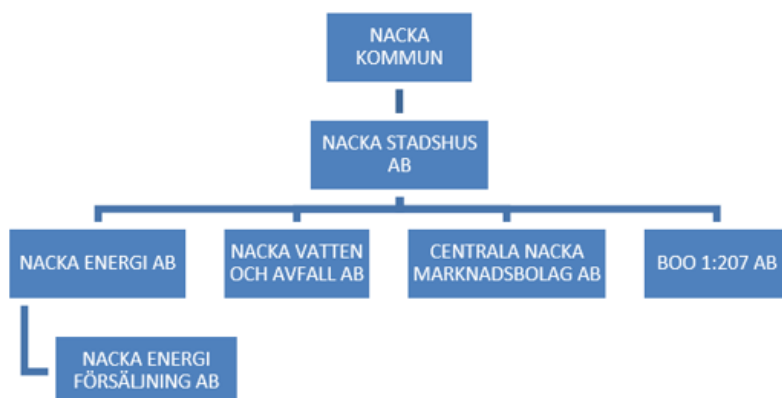 NACKA
KOMMUN
NACKA STADSHUS
AB
NACKA ENERGI AB
NACKA VATTEN
OCH AVFALL AB
CENTRALA NACKA
MARKNADSBOLAG AB
BOO 1:207 AB
NACKA ENERGI
FÖRSÄLJNING AB